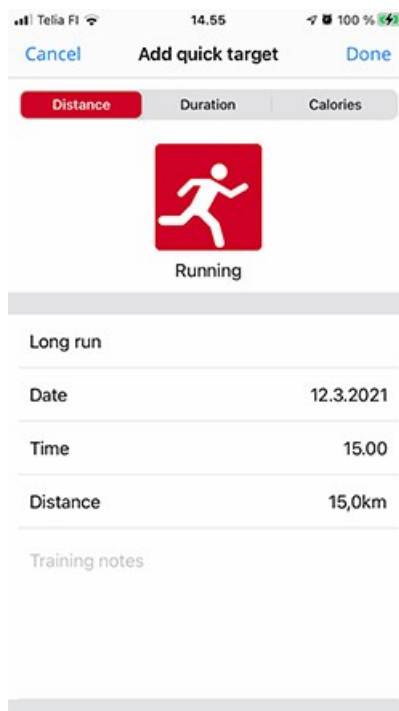 Telia FI 14.55 100 %
Cancel Add quick target Done
Distance Duration Calories
Running
Long run
Date 12.3.2021
Time 15.00
Distance 15,0km
Training notes